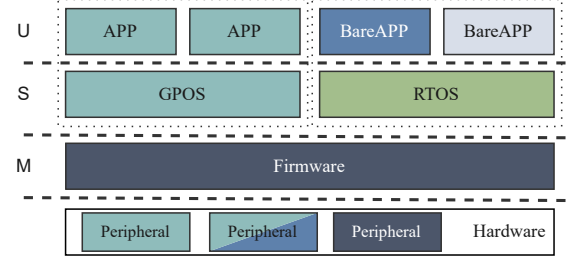 U APP APP BareAPP BareAPP
S GPOS RTOS
M Firmware
Peripheral Peripheral Peripheral Hardware